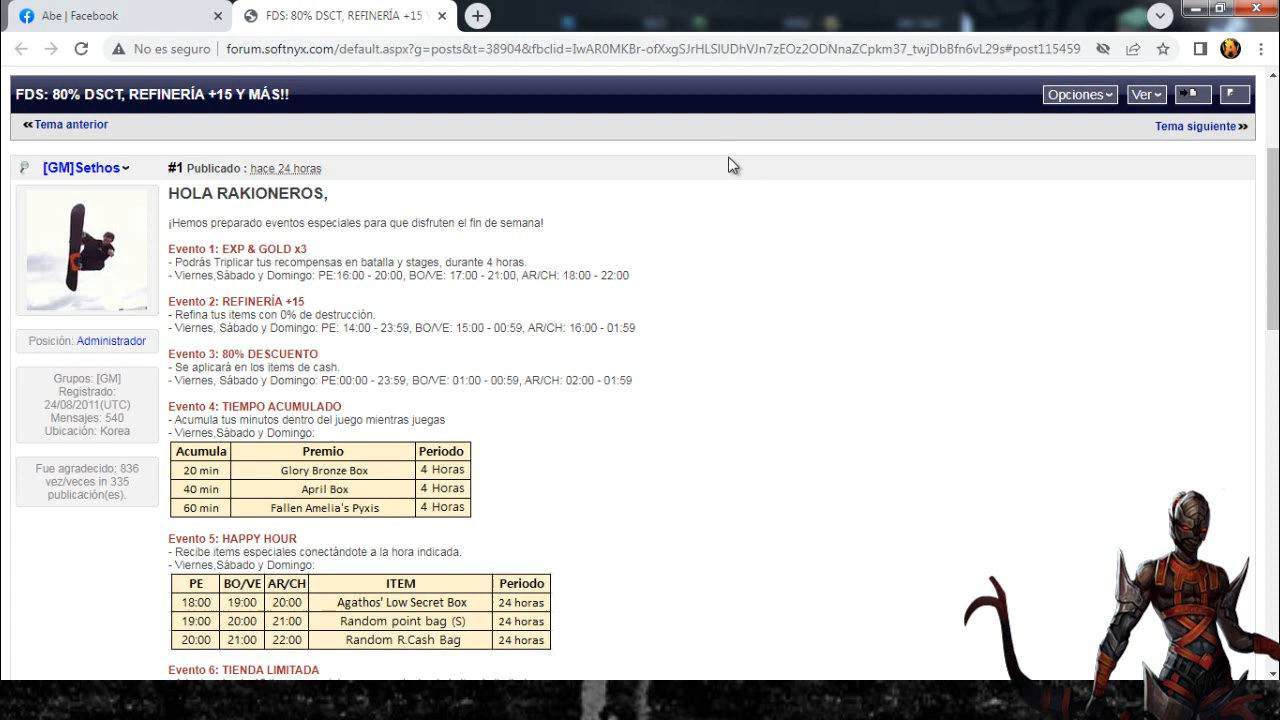 Abe | Facebook
FDS: 80% DSCT, REFINERÍA +15 Y
No es seguro
forum.softnyx.com/default.aspx?g=posts&t=38904&fbclid=IwAR0MKBr-ofXxgSJrHLSlUDhVJn7zEOz2ODNnaZCpkm37_twjDbBfn6vL29s#post115459
FDS: 80% DSCT, REFINERÍA +15 Y MÁS!!
Opciones
Ver
Tema anterior
Tema siguiente
[GM]Sethos
#1 Publicado : hace 24 horas
HOLA RAKIONEROS,
¡Hemos preparado eventos especiales para que disfruten el fin de semana!
Evento 1: EXP & GOLD x3
- Podrás Triplicar tus recompensas en batalla y stages, durante 4 horas.
- Viernes,Sábado y Domingo: PE:16:00 - 20:00, BO/VE: 17:00 - 21:00, AR/CH: 18:00 - 22:00
Evento 2: REFINERÍA +15
- Refina tus items con 0% de destrucción.
- Viernes, Sábado y Domingo: PE: 14:00 - 23:59, BO/VE: 15:00 - 00:59, AR/CH: 16:00 - 01:59
Posición: Administrador
Evento 3: 80% DESCUENTO
- Se aplicará en los items de cash.
- Viernes, Sábado y Domingo: PE:00:00 - 23:59, BO/VE: 01:00 - 00:59, AR/CH: 02:00 - 01:59
Grupos: [GM]
Registrado:
24/08/2011(UTC)
Mensajes: 540
Ubicación: Korea
Evento 4: TIEMPO ACUMULADO
- Acumula tus minutos dentro del juego mientras juegas
- Viernes,Sábado y Domingo:
Acumula Premio Periodo
20 min Glory Bronze Box 4 Horas
40 min April Box 4 Horas
60 min Fallen Amelia's Pyxis 4 Horas
Fue agradecido: 836
vez/veces in 335
publicación(es).
Evento 5: HAPPY HOUR
- Recibe items especiales conectándote a la hora indicada.
- Viernes,Sábado y Domingo:
PE BO/VE AR/CH ITEM Periodo
18:00 19:00 20:00 Agathos' Low Secret Box 24 horas
19:00 20:00 21:00 Random point bag (S) 24 horas
20:00 21:00 22:00 Random R.Cash Bag 24 horas
Evento 6: TIENDA LIMITADA